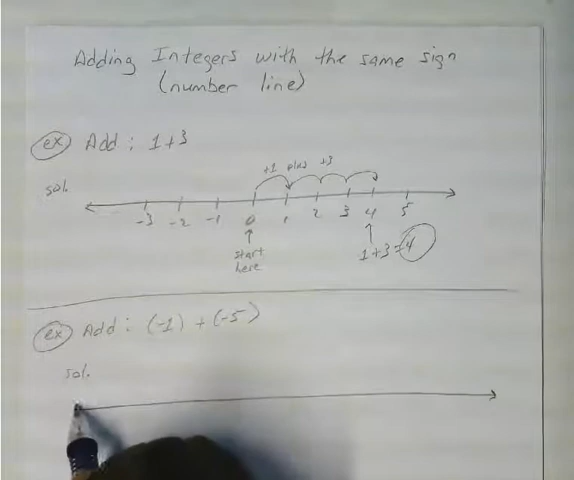 Adding Integers with the same sign
(number line)
ex Add: 1+3
sol.
+1 plus +3
-3 -2 -1 0 1 2 3 4 5
start
here
1+3=4
ex Add: (-1) + (-5)
sol.